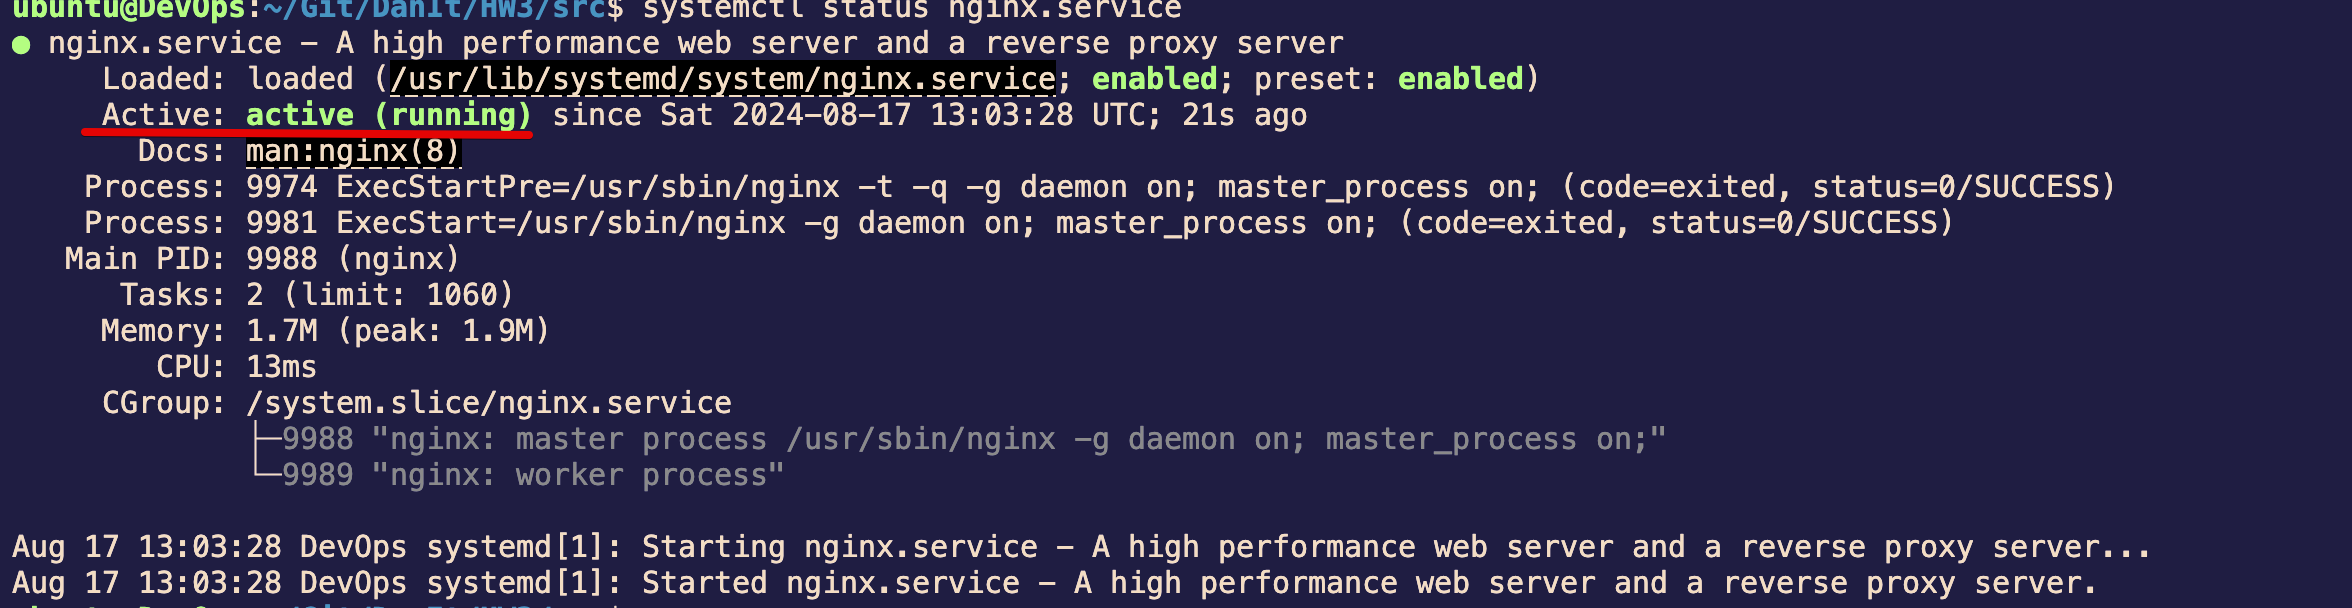 ubuntu@DevOps:~/Git/DanIt/HW3/src$ systemctl status nginx.service
● nginx.service – A high performance web server and a reverse proxy server
Loaded: loaded (/usr/lib/systemd/system/nginx.service; enabled; preset: enabled)
Active: active (running) since Sat 2024-08-17 13:03:28 UTC; 21s ago
Docs: man:nginx(8)
Process: 9974 ExecStartPre=/usr/sbin/nginx -t -q -g daemon on; master_process on; (code=exited, status=0/SUCCESS)
Process: 9981 ExecStart=/usr/sbin/nginx -g daemon on; master_process on; (code=exited, status=0/SUCCESS)
Main PID: 9988 (nginx)
Tasks: 2 (limit: 1060)
Memory: 1.7M (peak: 1.9M)
CPU: 13ms
CGroup: /system.slice/nginx.service
├─9988 "nginx: master process /usr/sbin/nginx -g daemon on; master_process on;"
└─9989 "nginx: worker process"
Aug 17 13:03:28 DevOps systemd[1]: Starting nginx.service – A high performance web server and a reverse proxy server...
Aug 17 13:03:28 DevOps systemd[1]: Started nginx.service – A high performance web server and a reverse proxy server.